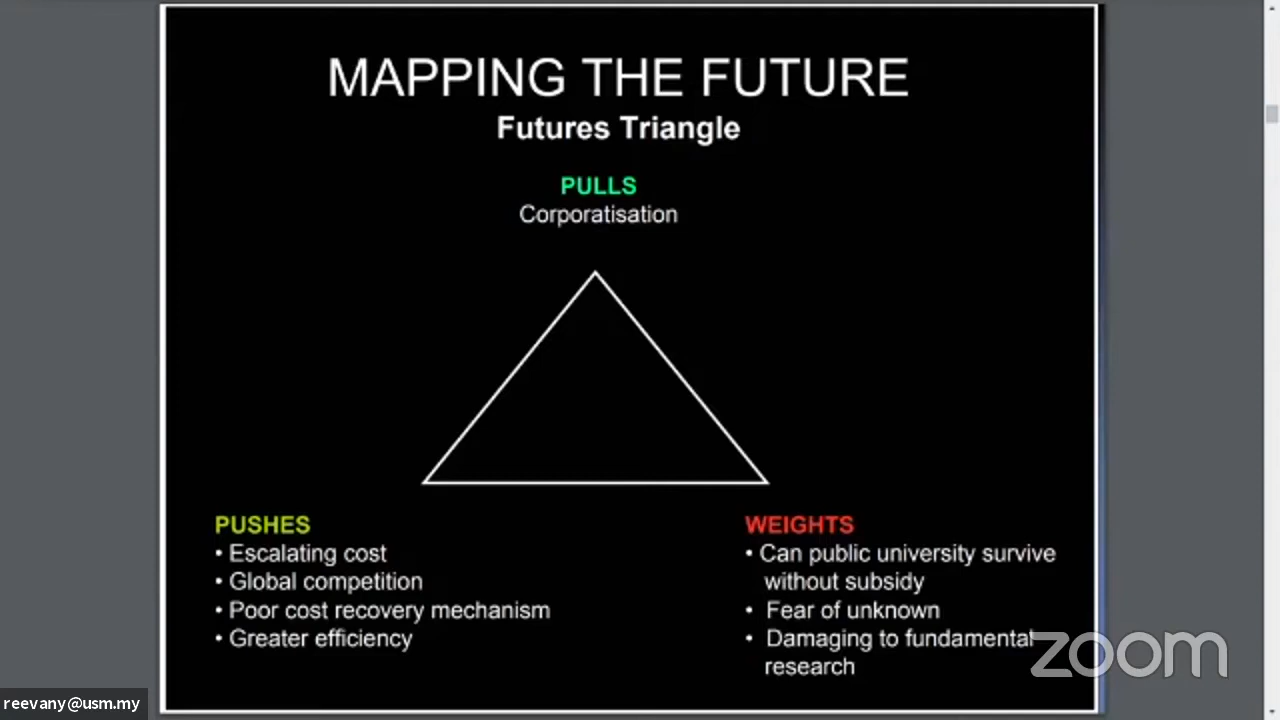 MAPPING THE FUTURE
Futures Triangle
PULLS
Corporatisation
PUSHES
• Escalating cost
• Global competition
• Poor cost recovery mechanism
• Greater efficiency
WEIGHTS
• Can public university survive
without subsidy
• Fear of unknown
• Damaging to fundamental
research
zoom
reevany@usm.my